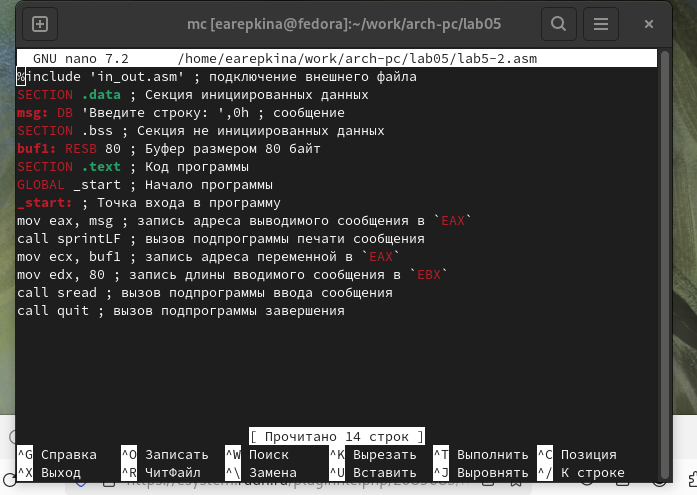 mc [earepkina@fedora]:~/work/arch-pc/lab05
GNU nano 7.2 /home/earepkina/work/arch-pc/lab05/lab5-2.asm
%include 'in_out.asm' ; подключение внешнего файла
SECTION .data ; Секция инициированных данных
msg: DB 'Введите строку: ',0h ; сообщение
SECTION .bss ; Секция не инициированных данных
buf1: RESB 80 ; Буфер размером 80 байт
SECTION .text ; Код программы
GLOBAL _start ; Начало программы
_start: ; Точка входа в программу
mov eax, msg ; запись адреса выводимого сообщения в `EAX`
call sprintLF ; вызов подпрограммы печати сообщения
mov ecx, buf1 ; запись адреса переменной в `EAX`
mov edx, 80 ; запись длины вводимого сообщения в `EBX`
call sread ; вызов подпрограммы ввода сообщения
call quit ; вызов подпрограммы завершения
[ Прочитано 14 строк ]
^G Справка ^O Записать ^W Поиск ^K Вырезать ^T Выполнить ^C Позиция
^X Выход ^R ЧитФайл ^\ Замена ^U Вставить ^J Выровнять ^/ К строке